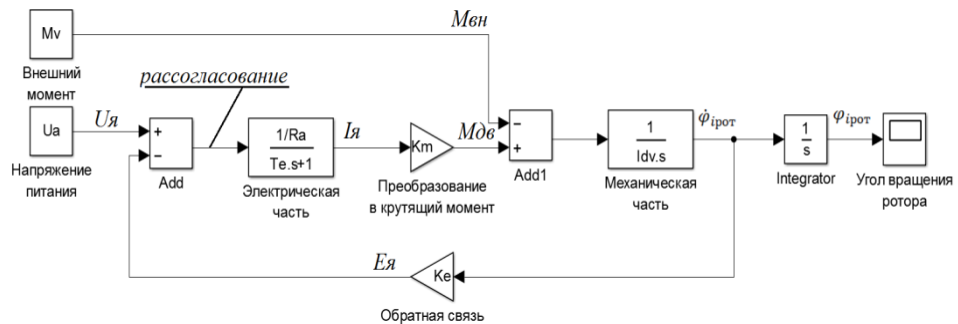 Mv
Mвн
Внешний
момент
рассогласование
Ua
Uя
Напряжение
питания
+
−
Add
1/Ra
Te.s+1
Электрическая
часть
Iя
Km
Преобразование
в крутящий момент
Mдв
−
+
Add1
1
Idv.s
Механическая
часть
φ̇iрот
1
s
Integrator
φiрот
Угол вращения
ротора
Eя
Ke
Обратная связь